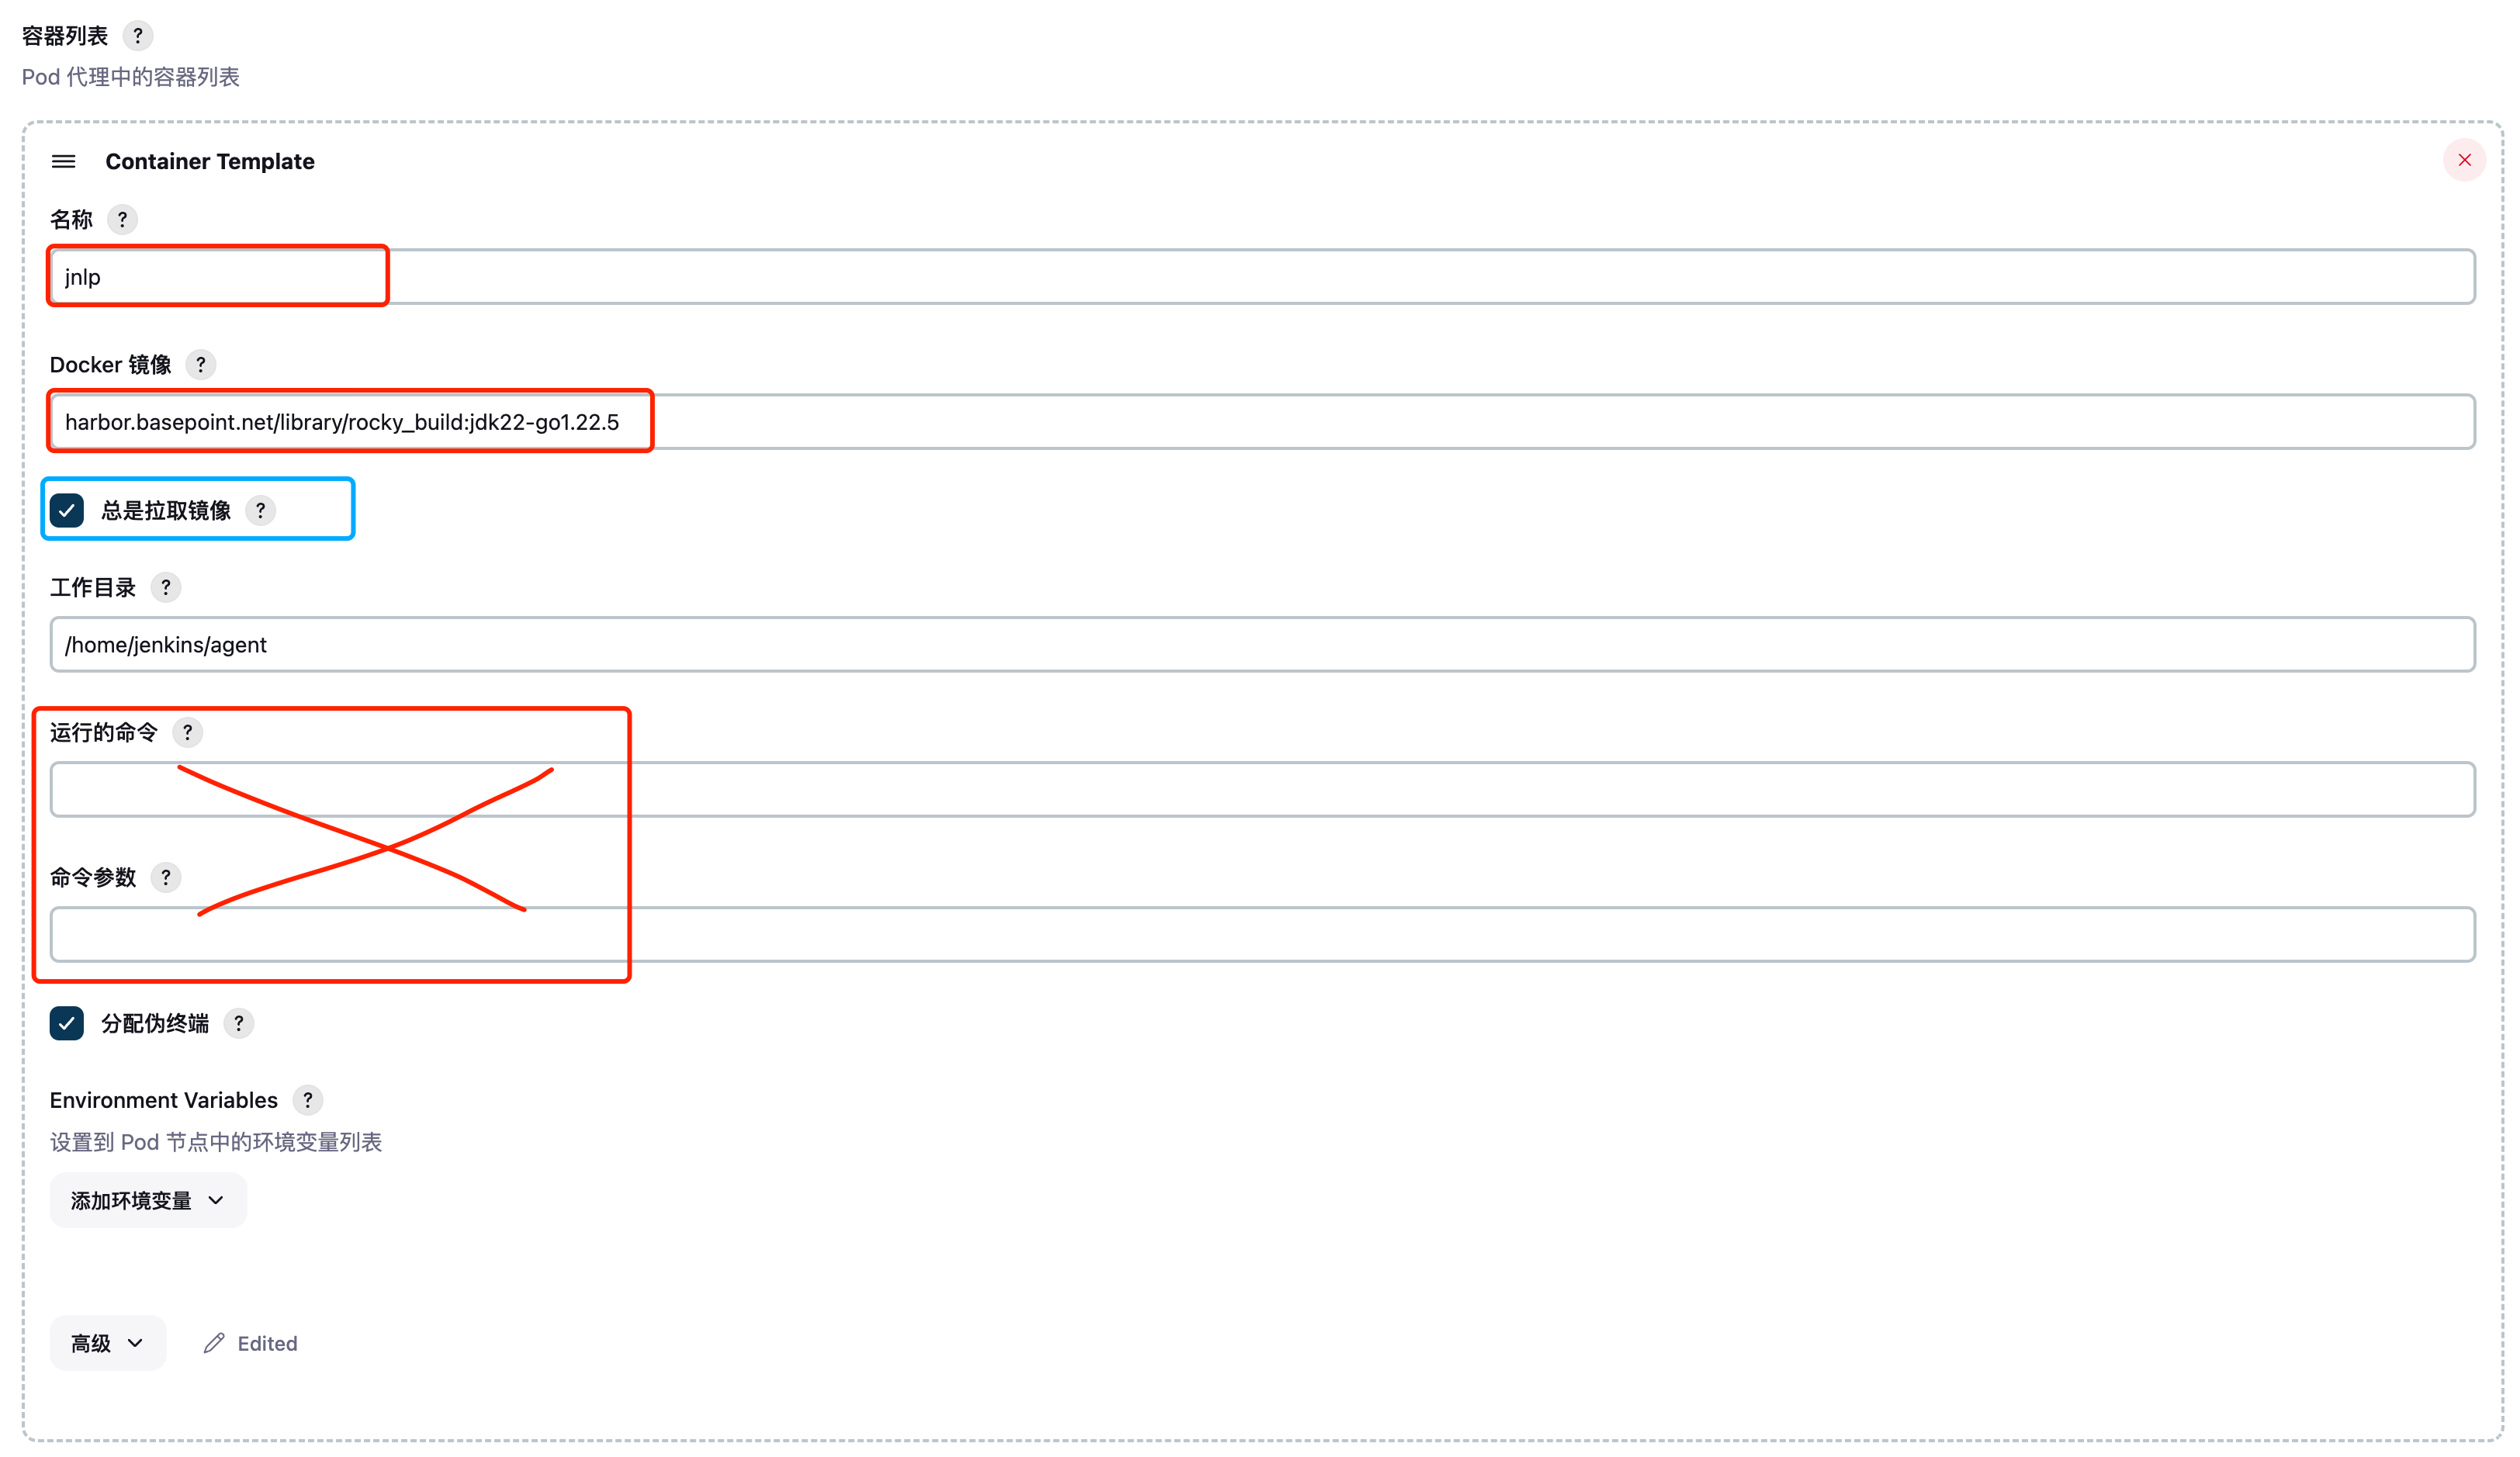 容器列表 ?
Pod 代理中的容器列表
Container Template
名称 ?
jnlp
Docker 镜像 ?
harbor.basepoint.net/library/rocky_build:jdk22-go1.22.5
总是拉取镜像 ?
工作目录 ?
/home/jenkins/agent
运行的命令 ?
命令参数 ?
分配伪终端 ?
Environment Variables ?
设置到 Pod 节点中的环境变量列表
添加环境变量
高级 Edited